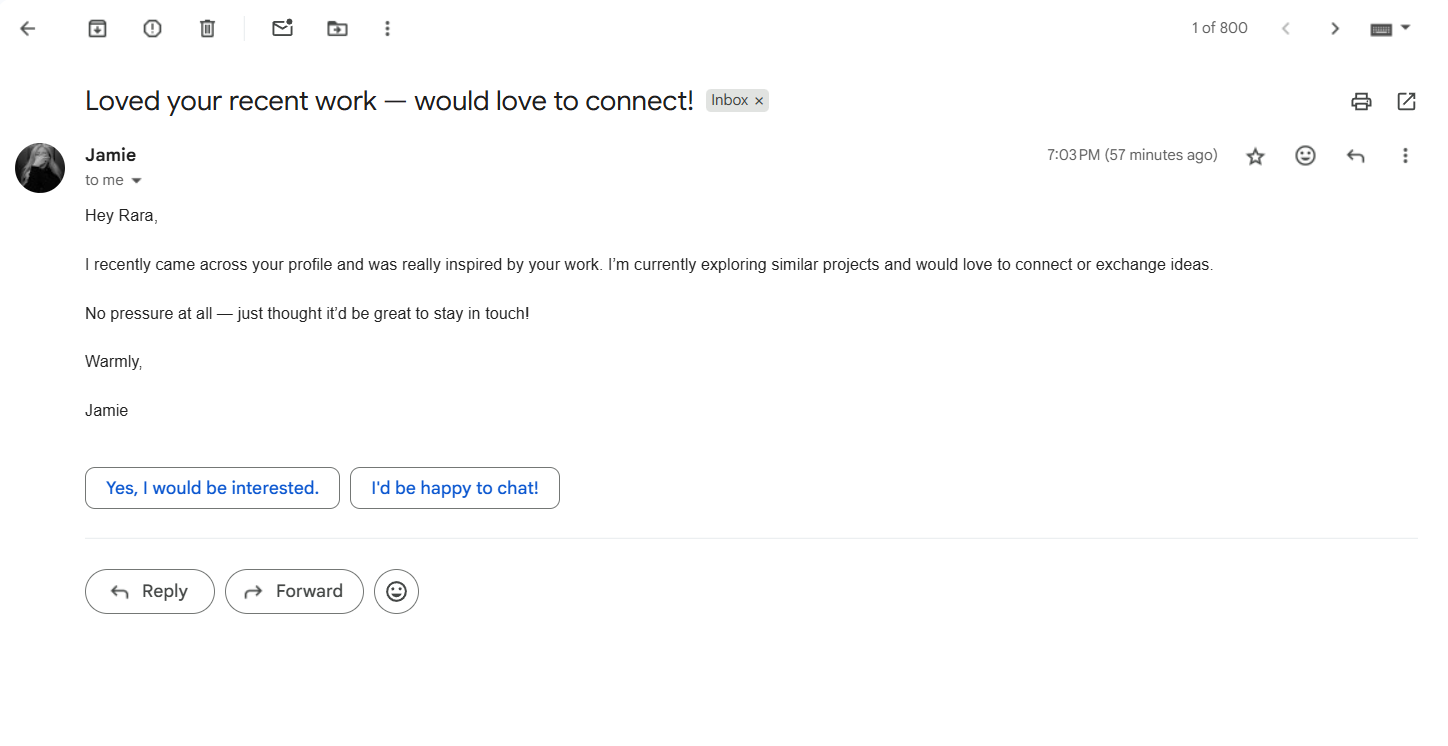 1 of 800
Loved your recent work — would love to connect! Inbox ×
Jamie 7:03 PM (57 minutes ago)
to me
Hey Rara,
I recently came across your profile and was really inspired by your work. I’m currently exploring similar projects and would love to connect or exchange ideas.
No pressure at all — just thought it’d be great to stay in touch!
Warmly,
Jamie
Yes, I would be interested. I'd be happy to chat!
Reply Forward